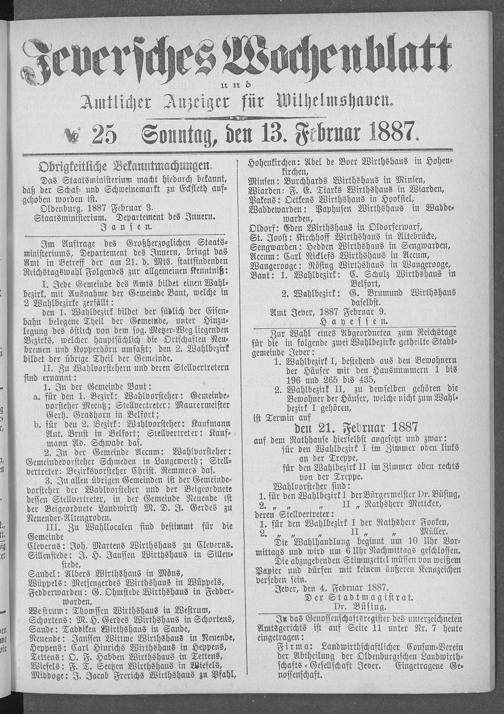 Jeversches Wochenblatt
und
Amtlicher Anzeiger für Wilhelmshaven.
№ 25 Sonntag, den 13. Februar 1887.
Obrigkeitliche Bekanntmachungen.
Das Staatsministerium macht hiedurch bekannt,
daß der Schaf- und Schweinemarkt zu Eckfleth auf-
gehoben worden ist.
Oldenburg. 1887 Februar 3.
Staatsministerium. Departement des Innern.
Jansen.
Im Auftrage des Großherzoglichen Staats-
ministeriums, Departement des Innern, bringt das
Amt in Betreff der am 21. d. Mts. stattfindenden
Reichstagswahl Folgendes zur allgemeinen Kenntniß:
I. Jede Gemeinde des Amts bildet einen Wahl-
bezirk, mit Ausnahme der Gemeinde Bant, welche in
2 Wahlbezirke zerfällt:
den 1. Wahlbezirk bildet der südlich der Eisen-
bahn belegene Theil der Gemeinde, unter Hinzu-
legung des östlich von dem sog. Metzer-Weg liegenden
Bezirks, welcher hauptsächlich die Ortschaften Neu-
bremen und Kopperhörn umfaßt; den 2. Wahlbezirk
bildet der übrige Theil der Gemeinde.
II. Zu Wahlvorstehern und deren Stellvertretern
sind ernannt:
1. In der Gemeinde Bant:
a. für den 1. Bezirk: Wahlvorsteher: Gemeinde-
vorsteher Mentz; Stellvertreter: Maurermeister
Gerh. Grashorn in Belfort;
b. für den 2. Bezirk: Wahlvorsteher: Kaufmann
Ant. Brust in Belfort; Stellvertreter: Kauf-
mann Ad. Schwabe das.
2. In der Gemeinde Accum: Wahlvorsteher:
Gemeindevorsteher Schmeden in Langewerth; Stell-
vertreter: Bezirksvorsteher Christ. Remmers das.
3. In allen übrigen Gemeinden ist der Gemeinde-
vorsteher der Wahlvorsteher und der Beigeordnete
dessen Stellvertreter, in der Gemeinde Neuende ist
der Beigeordnete Landwirth M. D. J. Gerdes zu
Neuender-Altengroden.
III. Zu Wahllocalen sind bestimmt für die
Gemeinde
Cleverns: Joh. Martens Wirthshaus zu Cleverns.
Sillenstede: J. H. Janssen Wirthshaus in Sillen-
stede,
Sandel: Albers Wirthshaus in Möns,
Wüppels: Metjengerdes Wirthshaus in Wüppels,
Fedderwarden: G. Ohmstede Wirthshaus in Fedder-
warden,
Westrum: Thomssen Wirthshaus in Westrum,
Schortens: M. H. Gerdes Wirthshaus in Schortens,
Sande: Taddiken Wirthshaus in Sande,
Neuende: Janssen Witwe Wirthshaus in Neuende,
Heppens: Carl Hinrichs Wirthshaus in Heppens,
Tettens: O. F. Habben Wirthshaus in Tettens,
Wiefels: F. T. Seetzen Wirthshaus in Wiefels,
Middoge: J. Jacob Frerichs Wirthshaus zu Pfahl,
Hohenkirchen: Abel de Boer Wirthshaus in Hohen-
kirchen,
Minsen: Burchards Wirthshaus in Minsen,
Wiarden: F. E. Tiarks Wirthshaus in Wiarden,
Pakens: Oetkens Wirthshaus in Hooksiel,
Waddewarden: Paphusen Wirthshaus in Wadde-
warden,
Oldorf: Eden Wirthshaus in Oldorferwarf,
St. Joost: Kirchhoff Wirthshaus in Altebrücke,
Sengwarden: Hedden Wirthshaus in Sengwarden,
Accum: Carl Ricklefs Wirthshaus in Accum,
Wangerooge: Rösing Wirthshaus in Wangerooge,
Bant: 1. Wahlbezirk: C. Schulz Wirthshaus in
Belfort,
2. Wahlbezirk: G. Brumund Wirthshaus
daselbst.
Amt Jever, 1887 Februar 9.
Hayessen.
Zur Wahl eines Abgeordneten zum Reichstage
für die in folgende zwei Wahlbezirke getheilte Stadt-
gemeinde Jever:
1. Wahlbezirk I, bestehend aus den Bewohnern
der Häuser mit den Hausnummern 1 bis
196 und 265 bis 435,
2. Wahlbezirk II, zu demselben gehören die
Bewohner der Häuser, welche nicht zum Wahl-
bezirk I gehören,
ist Termin auf
den 21. Februar 1887
auf dem Rathhause hierselbst angesetzt und zwar:
für den Wahlbezirk I im Zimmer oben links
an der Treppe,
für den Wahlbezirk II im Zimmer oben rechts
von der Treppe.
Wahlvorsteher sind:
1. für den Wahlbezirk I der Bürgermeister Dr. Büsing,
2. „ „ „ II „ Rathsherr Mettcker,
deren Stellvertreter:
1. für den Wahlbezirk I der Rathsherr Fooken,
2. „ „ „ II „ „ Müller.
Die Wahlhandlung beginnt um 10 Uhr Vor-
mittags und wird um 6 Uhr Nachmittags geschlossen.
Die abzugebenden Stimmzettel müssen von weißem
Papier und dürfen mit keinem äußeren Kennzeichen
versehen sein.
Jever, den 4. Februar 1887.
Der Stadtmagistrat.
Dr. Büsing.
In das Genossenschaftsregister des unterzeichneten
Amtsgerichts ist auf Seite 11 unter Nr. 7 heute
eingetragen:
Firma: Landwirthschaftlicher Consum-Verein
der Abtheilung der Oldenburgischen Landwirth-
schafts-Gesellschaft Jever. Eingetragene Ge-
nossenschaft.